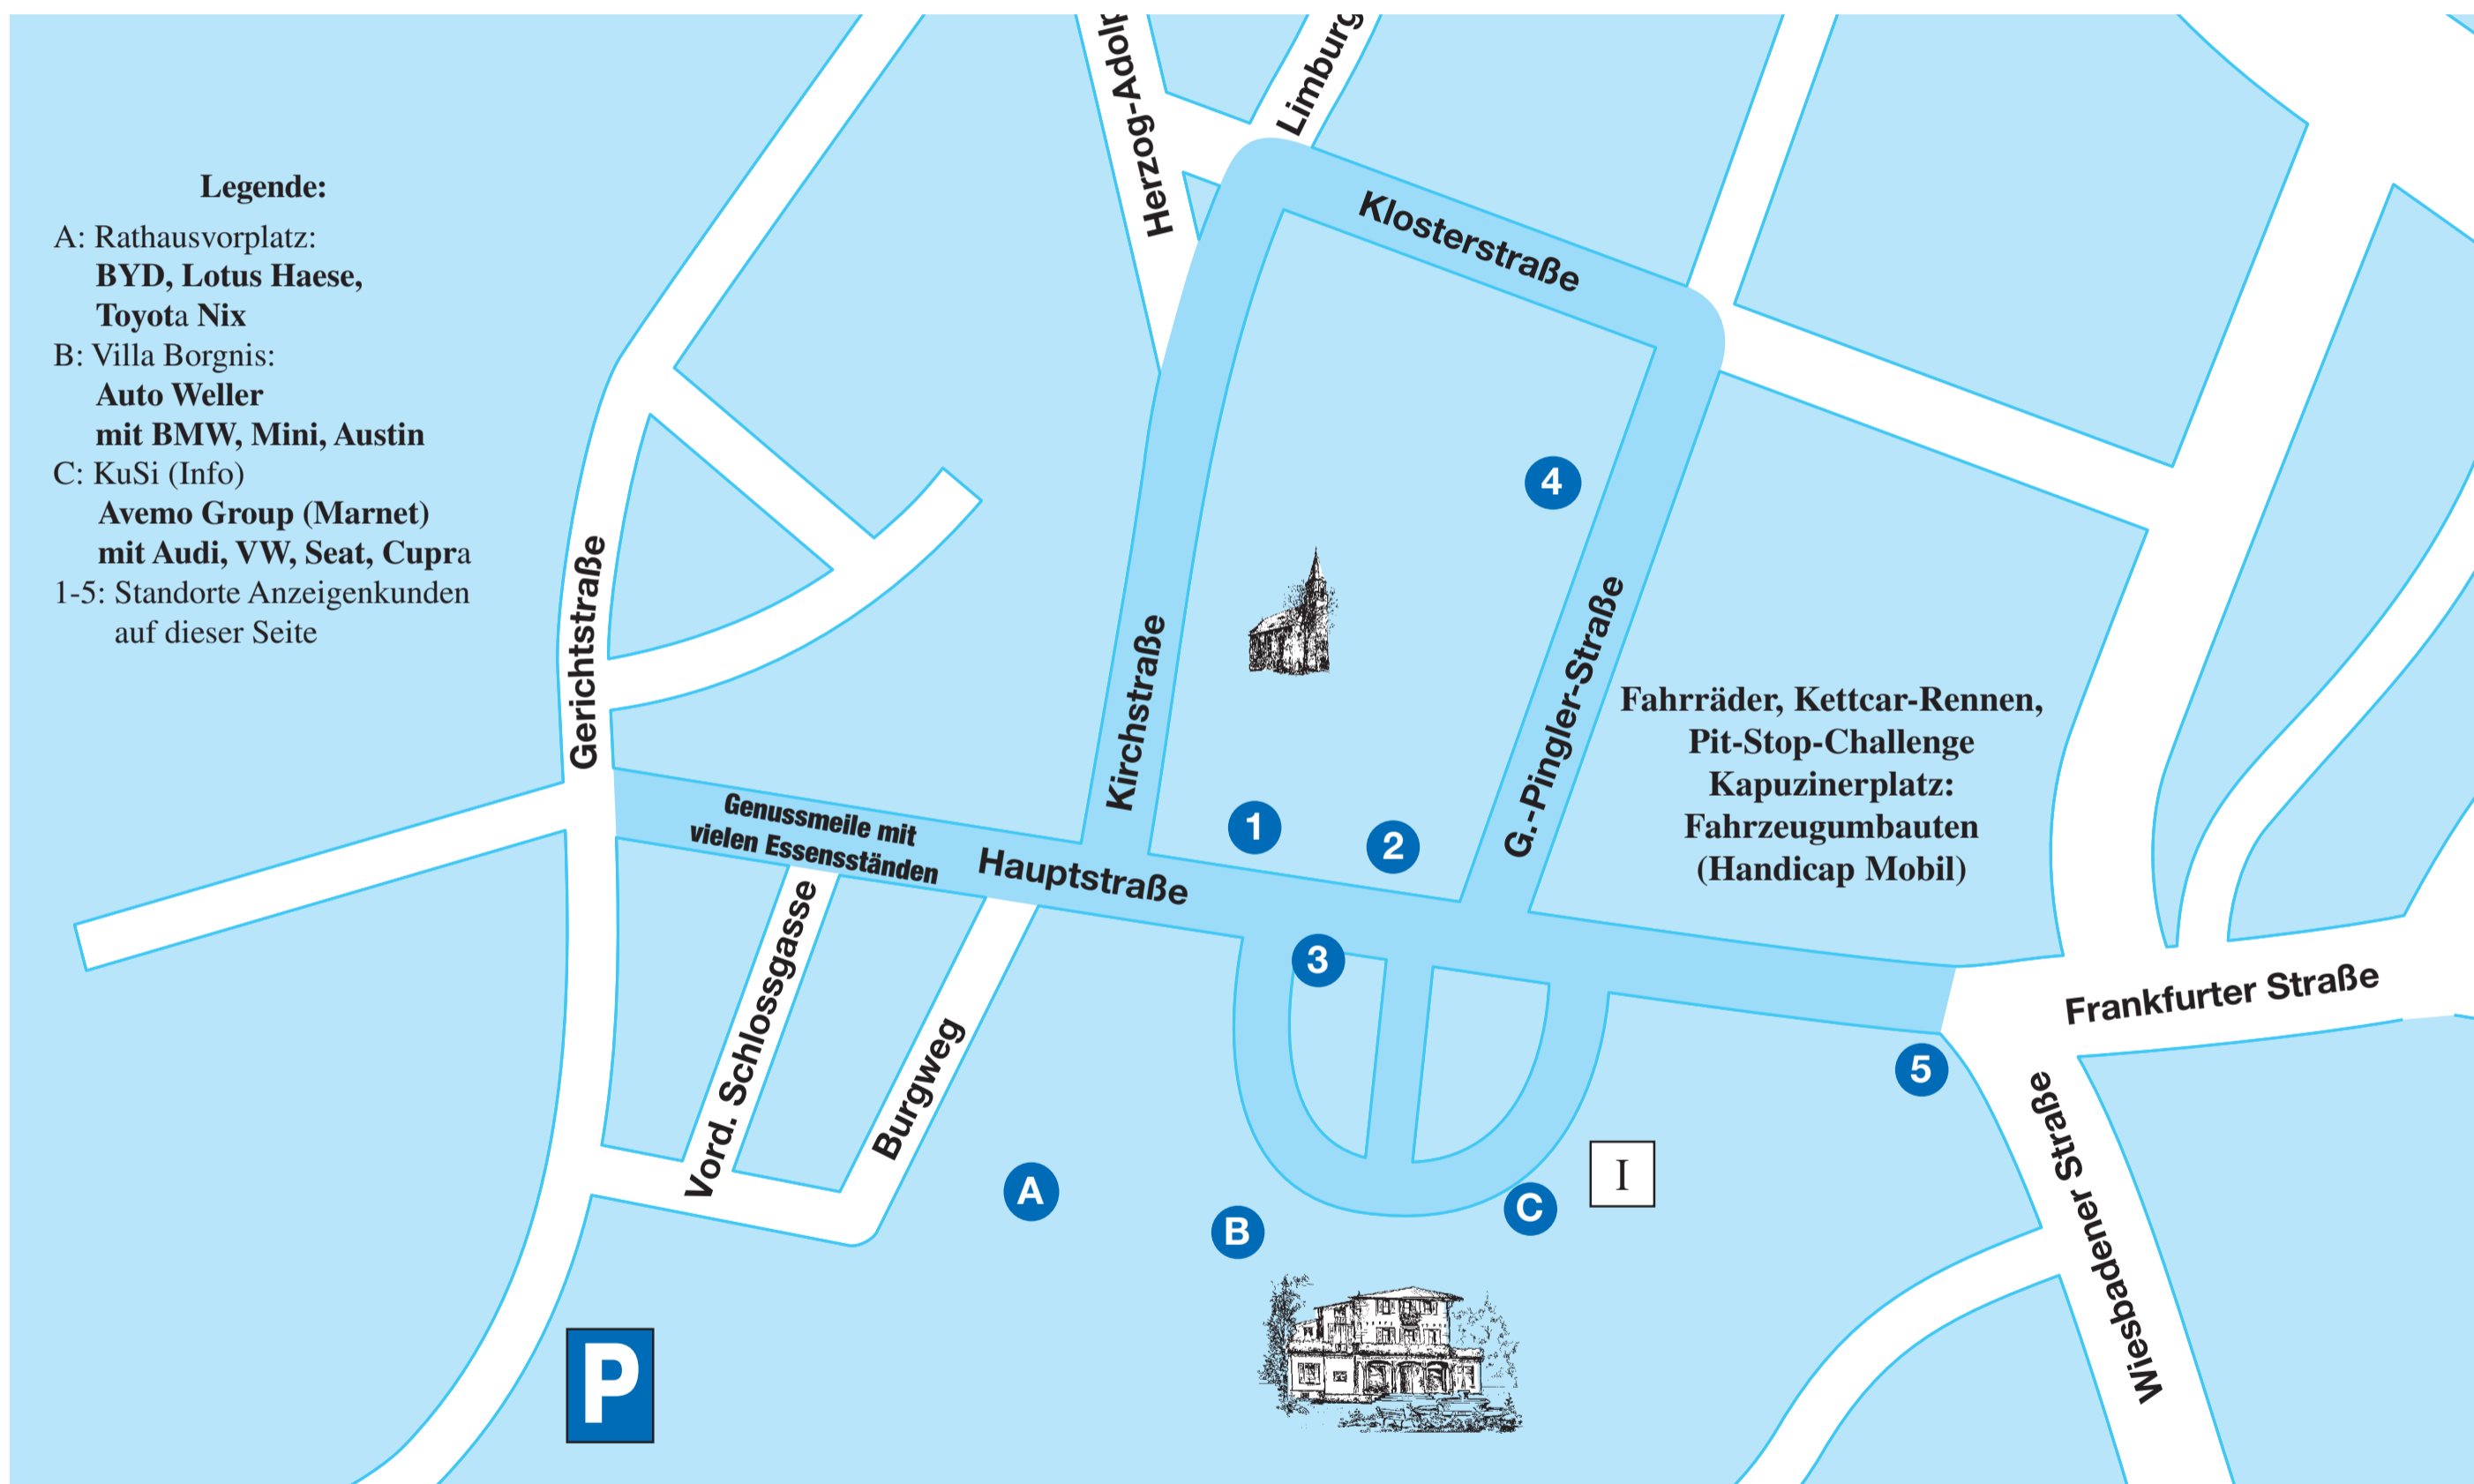 Legende:
A: Rathausvorplatz:
BYD, Lotus Haese,
Toyota Nix
B: Villa Borgnis:
Auto Weller
mit BMW, Mini, Austin
C: KuSi (Info)
Avemo Group (Marnet)
mit Audi, VW, Seat, Cupra
1-5: Standorte Anzeigenkunden
auf dieser Seite
Herzog-Adolp
Limburg
Klosterstraße
4
Gerichtstraße
Kirchstraße
G.-Pingler-Straße
Fahrräder, Kettcar-Rennen,
Pit-Stop-Challenge
Kapuzinerplatz:
Fahrzeugumbauten
(Handicap Mobil)
Genussmeile mit
vielen Essensständen
Hauptstraße
1
2
3
Frankfurter Straße
5
Vord. Schlossgasse
Burgweg
Wiesbadener Straße
A
B
C
I
P